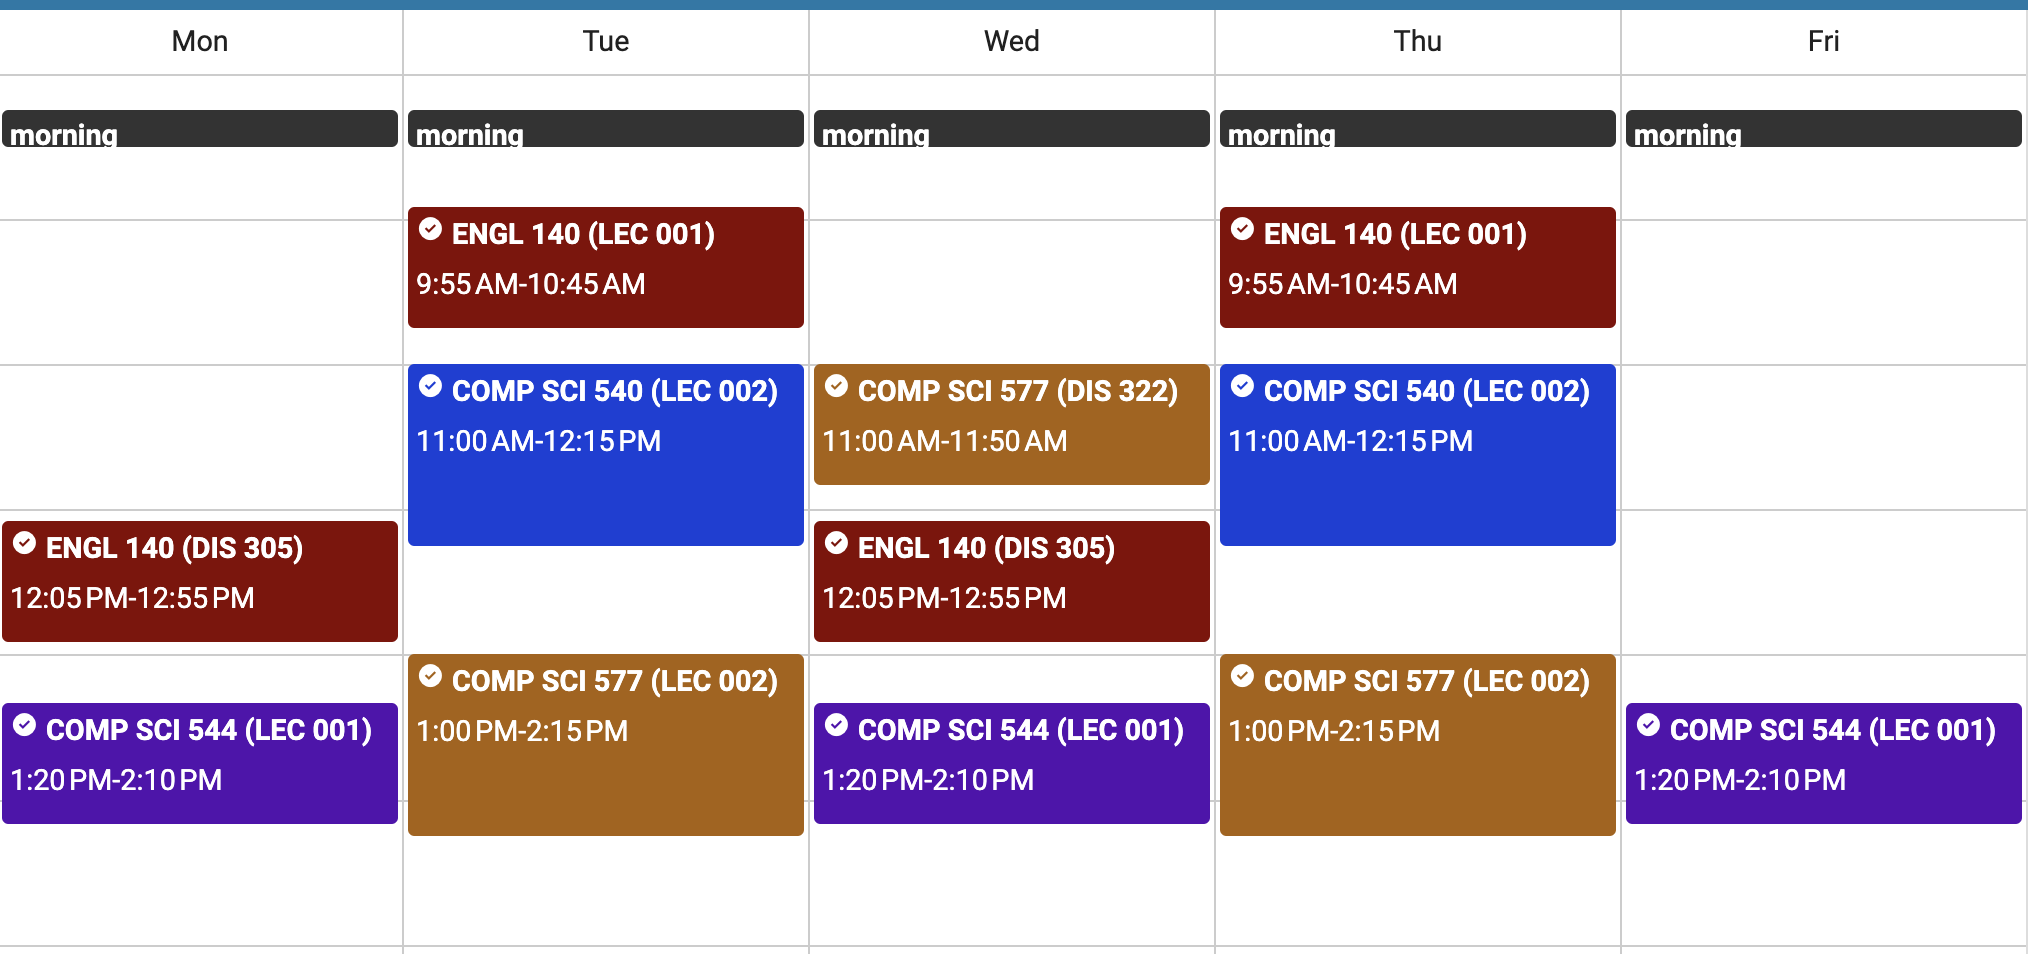 Mon
Tue
Wed
Thu
Fri
morning
morning
morning
morning
morning
ENGL 140 (LEC 001)
9:55 AM-10:45 AM
ENGL 140 (LEC 001)
9:55 AM-10:45 AM
COMP SCI 540 (LEC 002)
11:00 AM-12:15 PM
COMP SCI 577 (DIS 322)
11:00 AM-11:50 AM
COMP SCI 540 (LEC 002)
11:00 AM-12:15 PM
ENGL 140 (DIS 305)
12:05 PM-12:55 PM
ENGL 140 (DIS 305)
12:05 PM-12:55 PM
COMP SCI 577 (LEC 002)
1:00 PM-2:15 PM
COMP SCI 577 (LEC 002)
1:00 PM-2:15 PM
COMP SCI 544 (LEC 001)
1:20 PM-2:10 PM
COMP SCI 544 (LEC 001)
1:20 PM-2:10 PM
COMP SCI 544 (LEC 001)
1:20 PM-2:10 PM